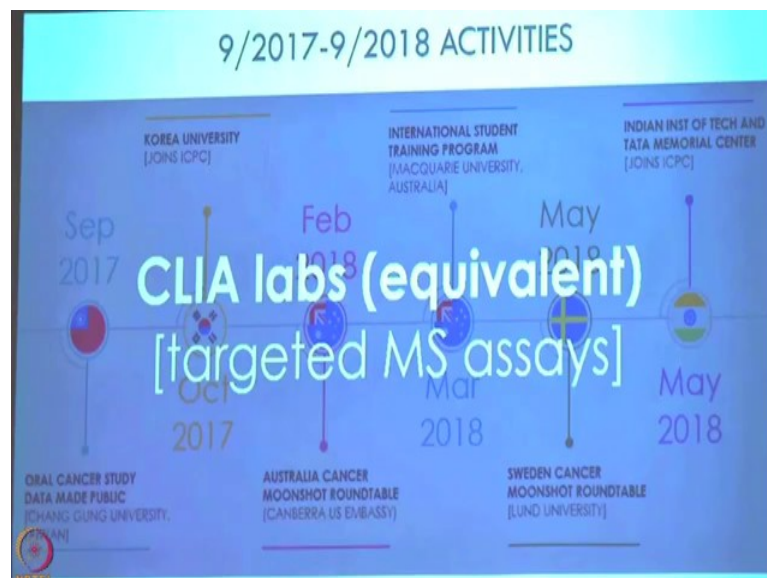 9/2017-9/2018 ACTIVITIES
KOREA UNIVERSITY
[JOINS ICPC]
INTERNATIONAL STUDENT
TRAINING PROGRAM
[MACQUARIE UNIVERSITY,
AUSTRALIA]
INDIAN INST OF TECH AND
TATA MEMORIAL CENTER
[JOINS ICPC]
Sep
2017
Feb
2018
May
2018
CLIA labs (equivalent)
[targeted MS assays]
Oct
2017
Mar
2018
May
2018
ORAL CANCER STUDY
DATA MADE PUBLIC
[CHANG GUNG UNIVERSITY,
AUSTRALIA CANCER
MOONSHOT ROUNDTABLE
(CANBERRA US EMBASSY)
SWEDEN CANCER
MOONSHOT ROUNDTABLE
[LUND UNIVERSITY]